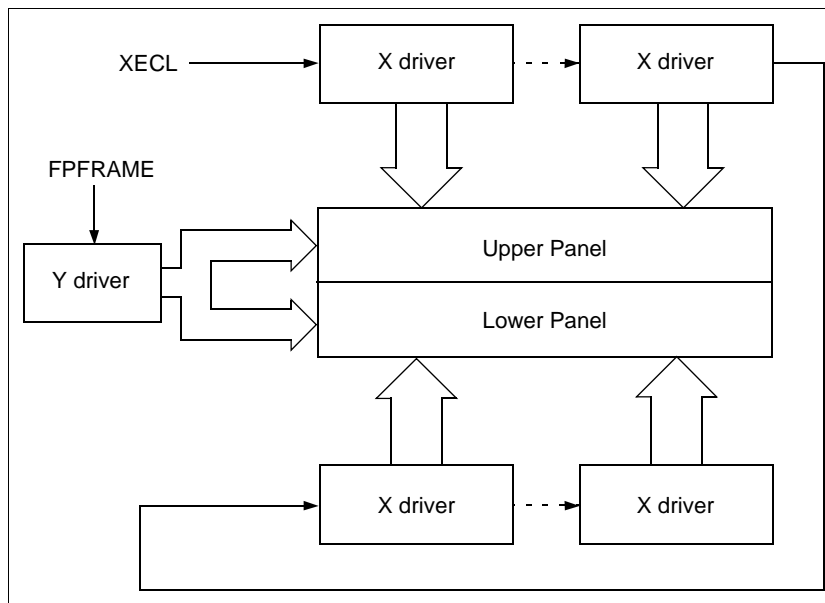 XECL
X driver
X driver
FPFRAME
Y driver
Upper Panel
Lower Panel
X driver
X driver